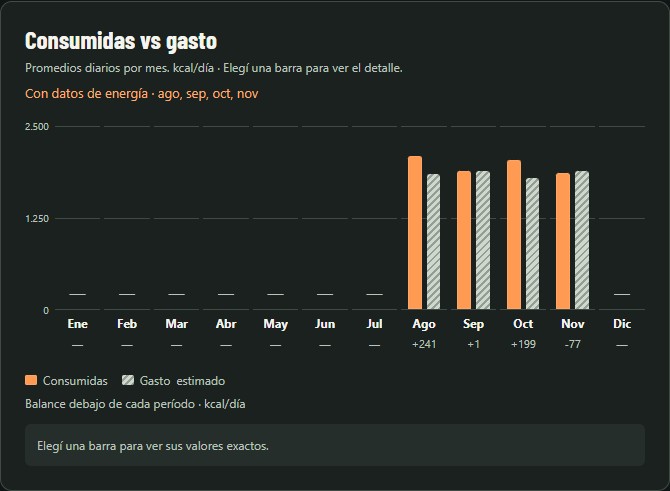 Consumidas vs gasto
Promedios diarios por mes. kcal/día · Elegí una barra para ver el detalle.
Con datos de energía · ago, sep, oct, nov
2.500
1.250
0
Ene Feb Mar Abr May Jun Jul Ago Sep Oct Nov Dic
— — — — — — — +241 +1 +199 -77 —
Consumidas Gasto estimado
Balance debajo de cada período · kcal/día
Elegí una barra para ver sus valores exactos.